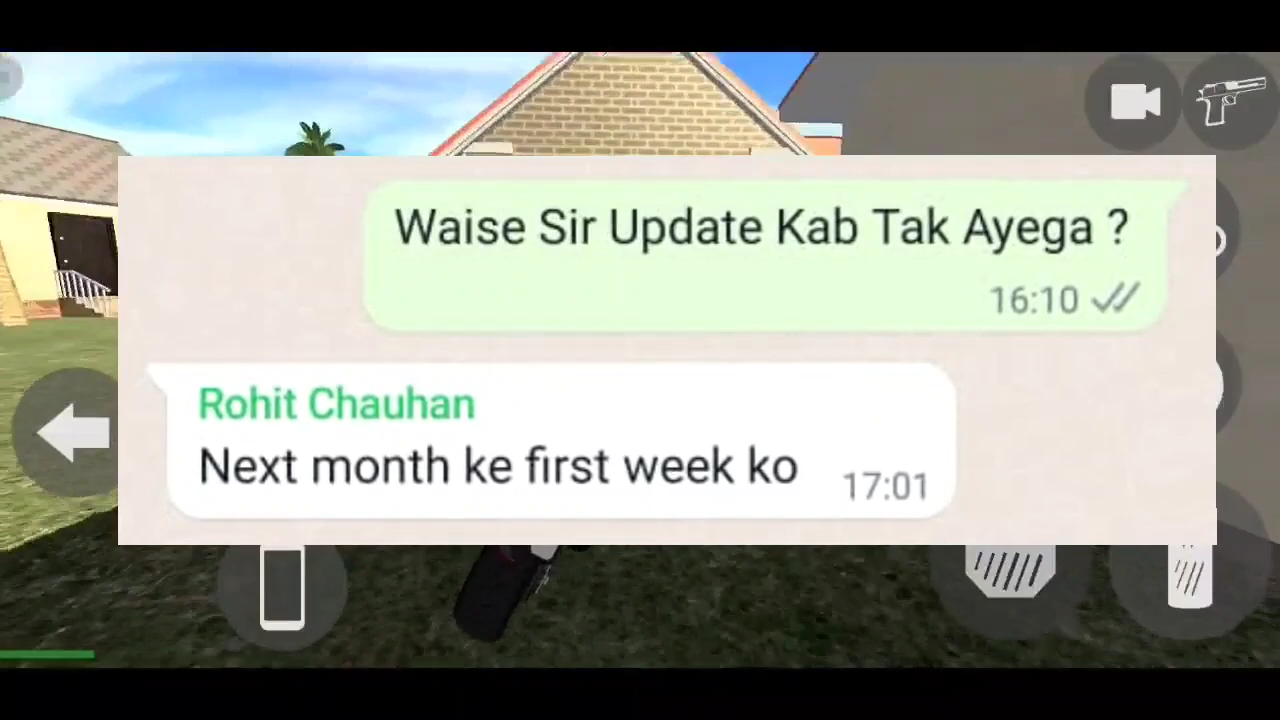 Waise Sir Update Kab Tak Ayega ?
16:10
Rohit Chauhan
Next month ke first week ko
17:01